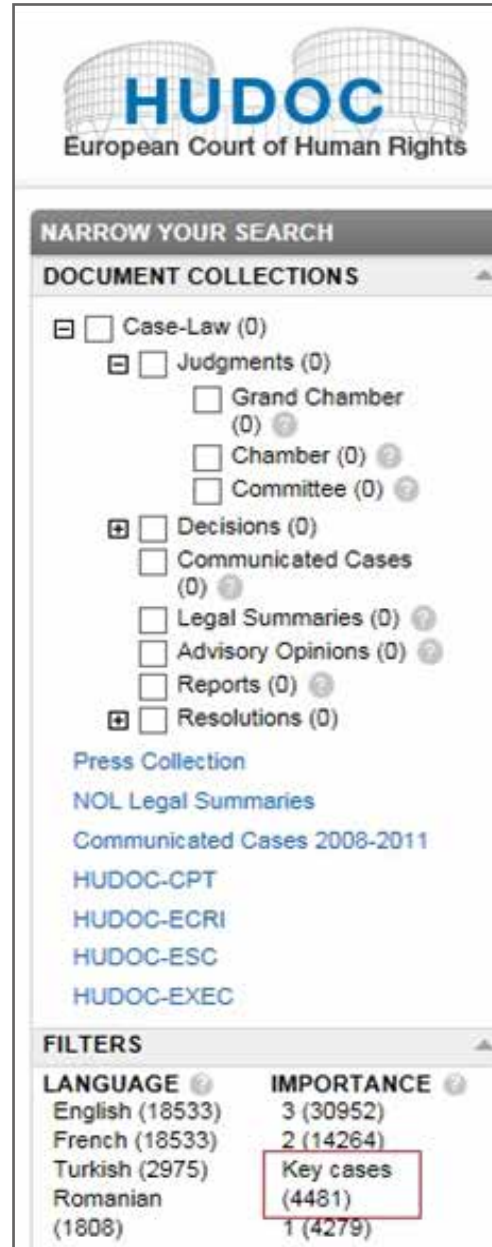 HUDOC
European Court of Human Rights
NARROW YOUR SEARCH
DOCUMENT COLLECTIONS
Case-Law (0)
Judgments (0)
Grand Chamber
(0)
Chamber (0)
Committee (0)
Decisions (0)
Communicated Cases
(0)
Legal Summaries (0)
Advisory Opinions (0)
Reports (0)
Resolutions (0)
Press Collection
NOL Legal Summaries
Communicated Cases 2008-2011
HUDOC-CPT
HUDOC-ECRI
HUDOC-ESC
HUDOC-EXEC
FILTERS
LANGUAGE
English (18533)
French (18533)
Turkish (2975)
Romanian
(1808)
IMPORTANCE
3 (30952)
2 (14264)
Key cases
(4481)
1 (4279)